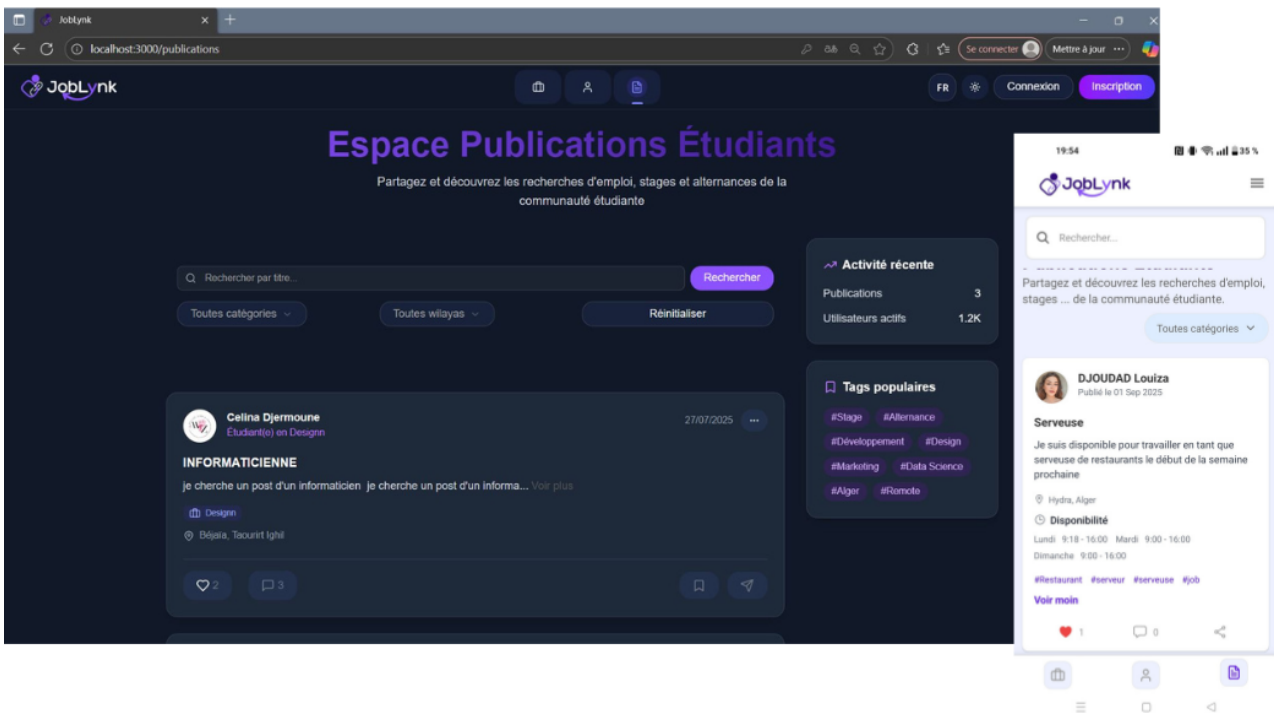 JobLynk
localhost:3000/publications
Se connecter
Mettre à jour
JobLynk
FR
Connexion
Inscription
Espace Publications Étudiants
Partagez et découvrez les recherches d'emploi, stages et alternances de la
communauté étudiante
Rechercher par titre...
Rechercher
Toutes catégories
Toutes wilayas
Réinitialiser
Celina Djermoune
27/07/2025
Étudiant(e) en Designn
INFORMATICIENNE
je cherche un post d'un informaticien je cherche un post d'un informa... Voir plus
Designn
Béjaïa, Taourirt Ighil
2
3
Activité récente
Publications 3
Utilisateurs actifs 1.2K
Tags populaires
#Stage #Alternance
#Développement #Design
#Marketing #Data Science
#Alger #Remote
19:54
35 %
JobLynk
Rechercher...
Partagez et découvrez les recherches d'emploi,
stages ... de la communauté étudiante.
Toutes catégories
DJOUDAD Louiza
Publié le 01 Sep 2025
Serveuse
Je suis disponible pour travailler en tant que
serveuse de restaurants le début de la semaine
prochaine
Hydra, Alger
Disponibilité
Lundi 9:18 - 16:00 Mardi 9:00 - 16:00
Dimanche 9:00 - 16:00
#Restaurant #serveur #serveuse #job
Voir moin
1
0